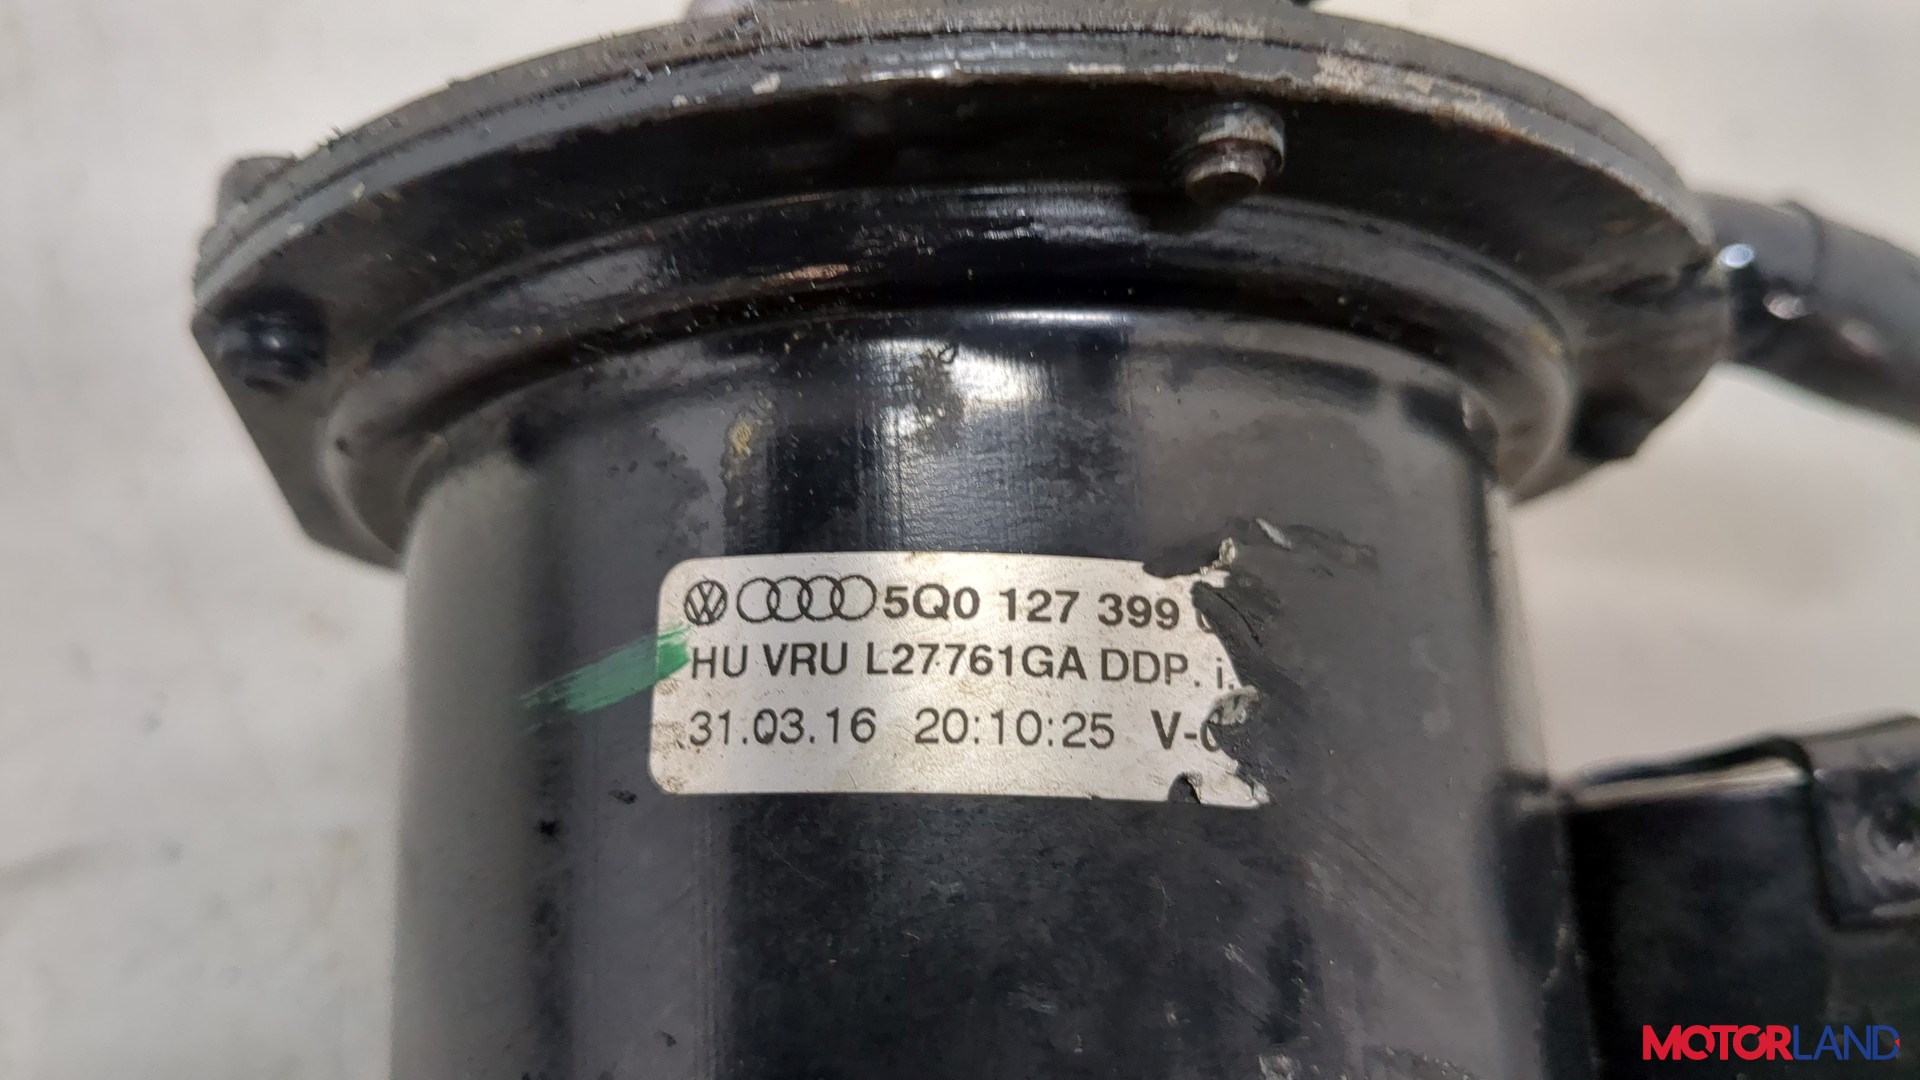 5Q0 127 399
HU VRU L27761GA DDP. i.
31.03.16 20:10:25 V-
MOTORLAND